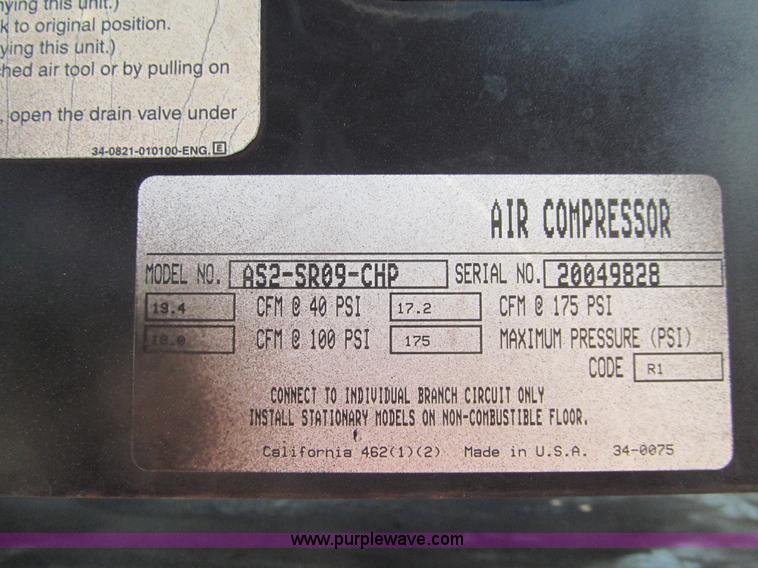 nying this unit.)
k to original position.
ying this unit.)
hed air tool or by pulling on
, open the drain valve under
34-0821-010100-ENG. E
AIR COMPRESSOR
MODEL NO. AS2-SR09-CHP SERIAL NO. 20049828
19.4 CFM @ 40 PSI 17.2 CFM @ 175 PSI
CFM @ 100 PSI 175 MAXIMUM PRESSURE (PSI)
CODE R1
CONNECT TO INDIVIDUAL BRANCH CIRCUIT ONLY
INSTALL STATIONARY MODELS ON NON-COMBUSTIBLE FLOOR.
California 462(1)(2) Made in U.S.A. 34-0075
www.purplewave.com